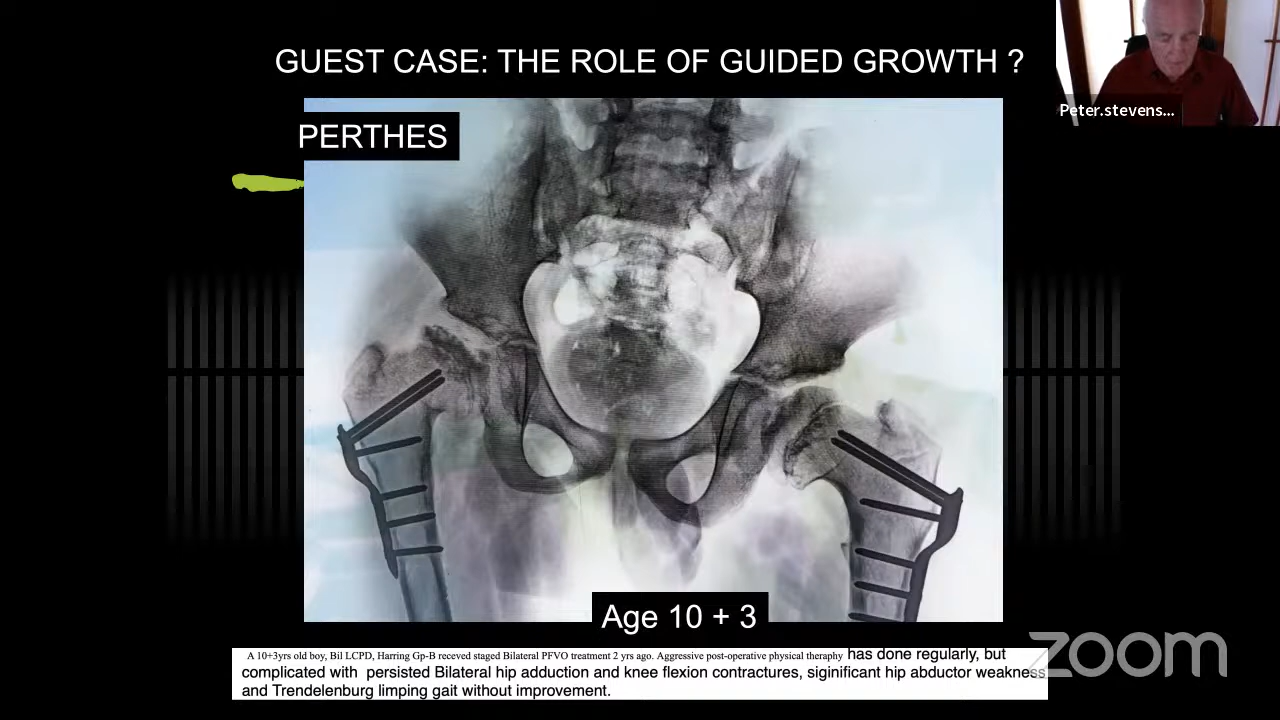 GUEST CASE: THE ROLE OF GUIDED GROWTH ?
Peter.stevens...
PERTHES
Age 10 + 3
A 10+3yrs old boy, Bil LCPD, Harring Gp-B receved staged Bilateral PFVO treatment 2 yrs ago. Aggressive post-operative physical theraphy has done regularly, but
complicated with persisted Bilateral hip adduction and knee flexion contractures, siginificant hip abductor weakness
and Trendelenburg limping gait without improvement.
zoom